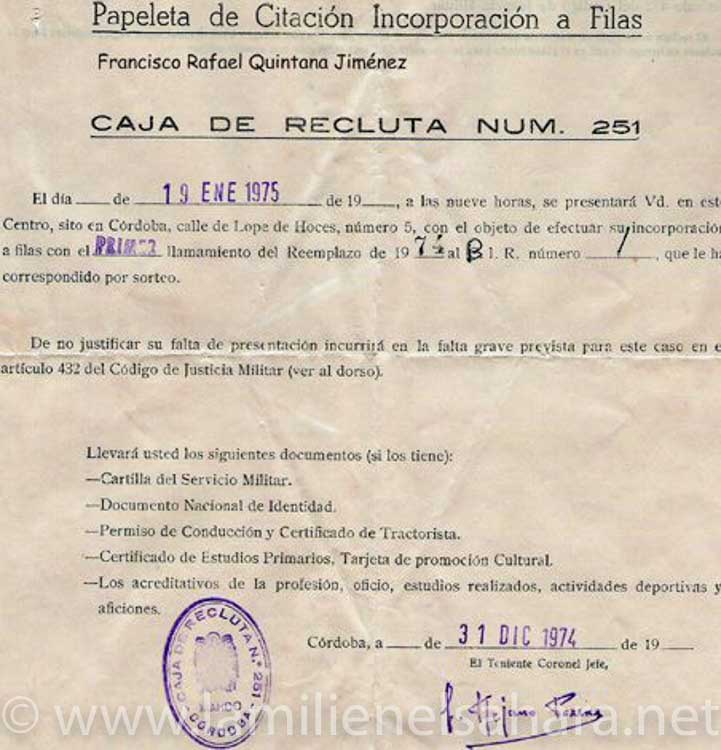 Papeleta de Citación Incorporación a Filas
Francisco Rafael Quintana Jiménez
CAJA DE RECLUTA NUM. 251
El día de 19 ENE 1975 de 19, a las nueve horas, se presentará Vd. en este
Centro, sito en Córdoba, calle de Lope de Hoces, número 5, con el objeto de efectuar su incorporación
a filas con el PRIMER llamamiento del Reemplazo de 1974 al B I. R. número 1, que le ha
correspondido por sorteo.
De no justificar su falta de presentación incurrirá en la falta grave prevista para este caso en e
artículo 432 del Código de Justicia Militar (ver al dorso).
Llevará usted los siguientes documentos (si los tiene):
—Cartilla del Servicio Militar.
—Documento Nacional de Identidad.
—Permiso de Conducción y Certificado de Tractorista.
—Certificado de Estudios Primarios, Tarjeta de promoción Cultural.
—Los acreditativos de la profesión, oficio, estudios realizados, actividades deportivas y
aficiones.
Córdoba, a de 31 DIC 1974 de 19
El Teniente Coronel Jefe,
CAJA DE RECLUTA N.º 251
MANDO
CORDOBA
© www.lamilienelsahara.net